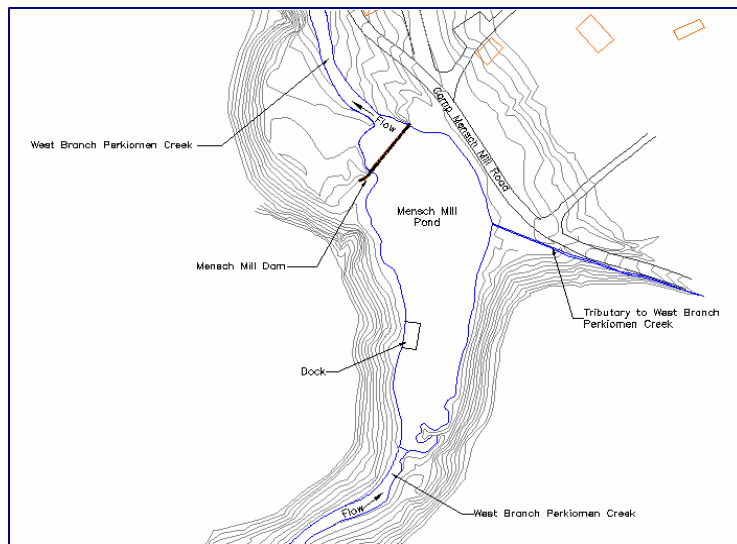 Flow
Camp Mensch Mill Road
West Branch Perkiomen Creek
Mensch Mill
Pond
Mensch Mill Dam
Tributary to West Branch
Perkiomen Creek
Dock
Flow
West Branch Perkiomen Creek